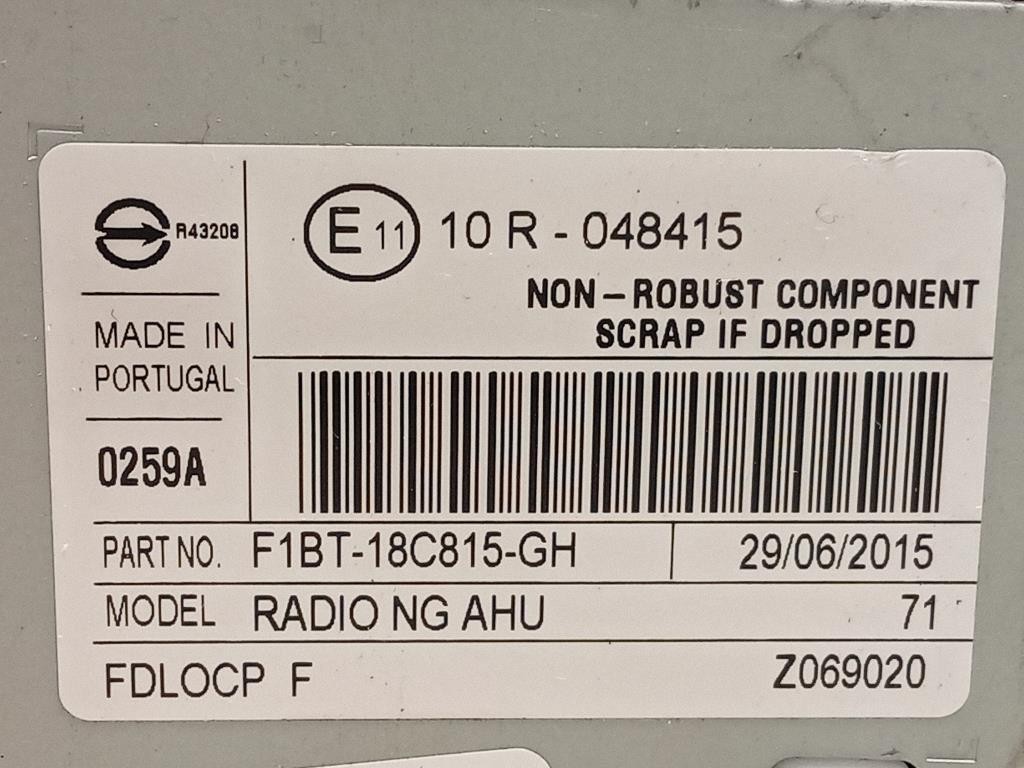 R43208
E 11 10 R - 048415
NON-ROBUST COMPONENT
SCRAP IF DROPPED
MADE IN
PORTUGAL
0259A
PART NO. F1BT-18C815-GH 29/06/2015
MODEL RADIO NG AHU 71
FDLOCP F Z069020